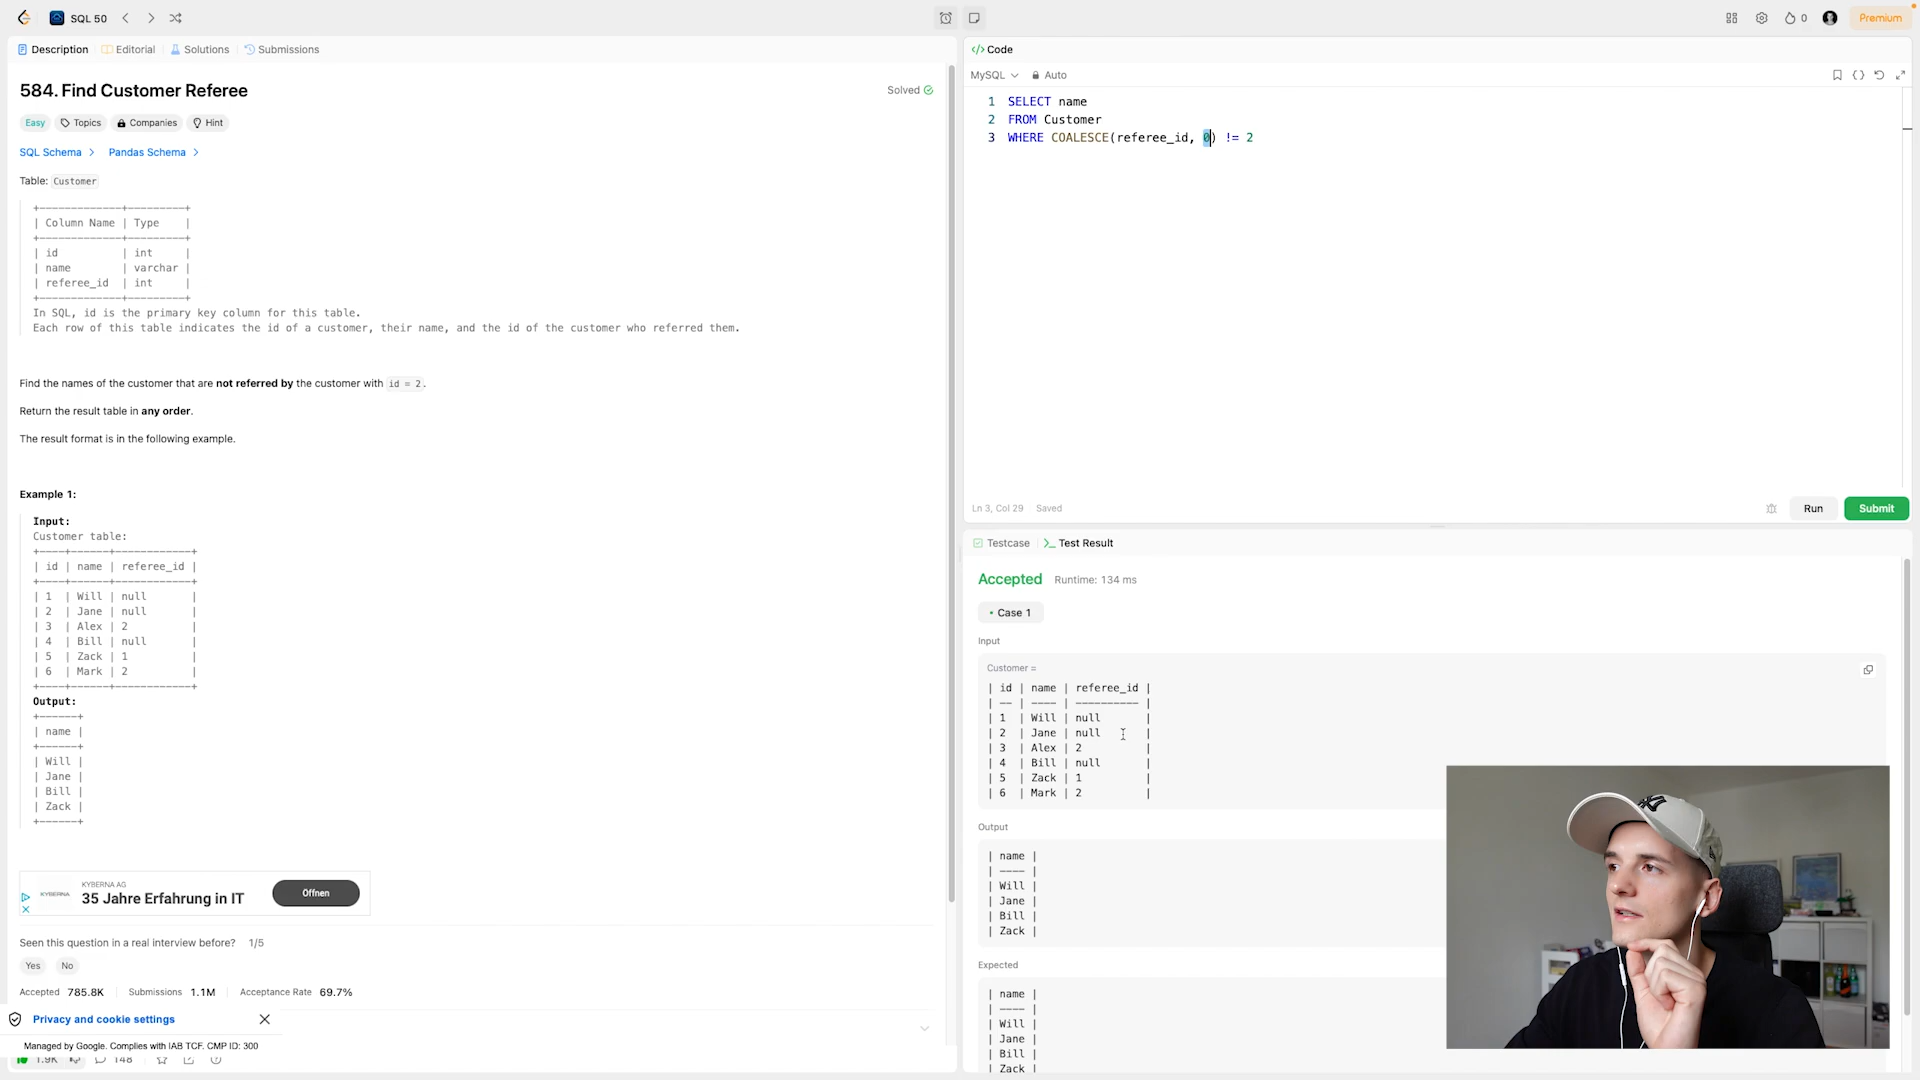 SQL 50
0
Premium
Description
Editorial
Solutions
Submissions
584. Find Customer Referee
Solved
Easy
Topics
Companies
Hint
SQL Schema
Pandas Schema
Table: Customer
+-------------+---------+
| Column Name | Type    |
+-------------+---------+
| id          | int     |
| name        | varchar |
| referee_id  | int     |
+-------------+---------+
In SQL, id is the primary key column for this table.
Each row of this table indicates the id of a customer, their name, and the id of the customer who referred them.
Find the names of the customer that are not referred by the customer with id = 2.
Return the result table in any order.
The result format is in the following example.
Example 1:
Input:
Customer table:
+----+------+------------+
| id | name | referee_id |
+----+------+------------+
| 1  | Will | null       |
| 2  | Jane | null       |
| 3  | Alex | 2          |
| 4  | Bill | null       |
| 5  | Zack | 1          |
| 6  | Mark | 2          |
+----+------+------------+
Output:
+------+
| name |
+------+
| Will |
| Jane |
| Bill |
| Zack |
+------+
KYBERNA
KYBERNA AG
35 Jahre Erfahrung in IT
Öffnen
Seen this question in a real interview before? 1/5
Yes
No
Accepted 785.8K
Submissions 1.1M
Acceptance Rate 69.7%
Privacy and cookie settings
Managed by Google. Complies with IAB TCF. CMP ID: 300
1.9K
148
Code
MySQL
Auto
1 SELECT name
2 FROM Customer
3 WHERE COALESCE(referee_id, 0) != 2
Ln 3, Col 29
Saved
Run
Submit
Testcase
Test Result
Accepted
Runtime: 134 ms
Case 1
Input
Customer =
| id | name | referee_id |
| -- | ---- | ---------- |
| 1  | Will | null       |
| 2  | Jane | null       |
| 3  | Alex | 2          |
| 4  | Bill | null       |
| 5  | Zack | 1          |
| 6  | Mark | 2          |
Output
| name |
| ---- |
| Will |
| Jane |
| Bill |
| Zack |
Expected
| name |
| ---- |
| Will |
| Jane |
| Bill |
| Zack |